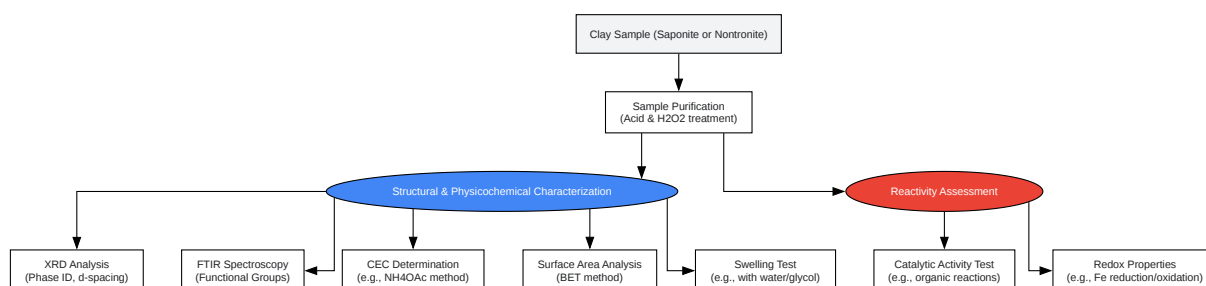 Clay Sample (Saponite or Nontronite)
Sample Purification
(Acid & H2O2 treatment)
Structural & Physicochemical Characterization
Reactivity Assessment
XRD Analysis
(Phase ID, d-spacing)
FTIR Spectroscopy
(Functional Groups)
CEC Determination
(e.g., NH4OAc method)
Surface Area Analysis
(BET method)
Swelling Test
(e.g., with water/glycol)
Catalytic Activity Test
(e.g., organic reactions)
Redox Properties
(e.g., Fe reduction/oxidation)